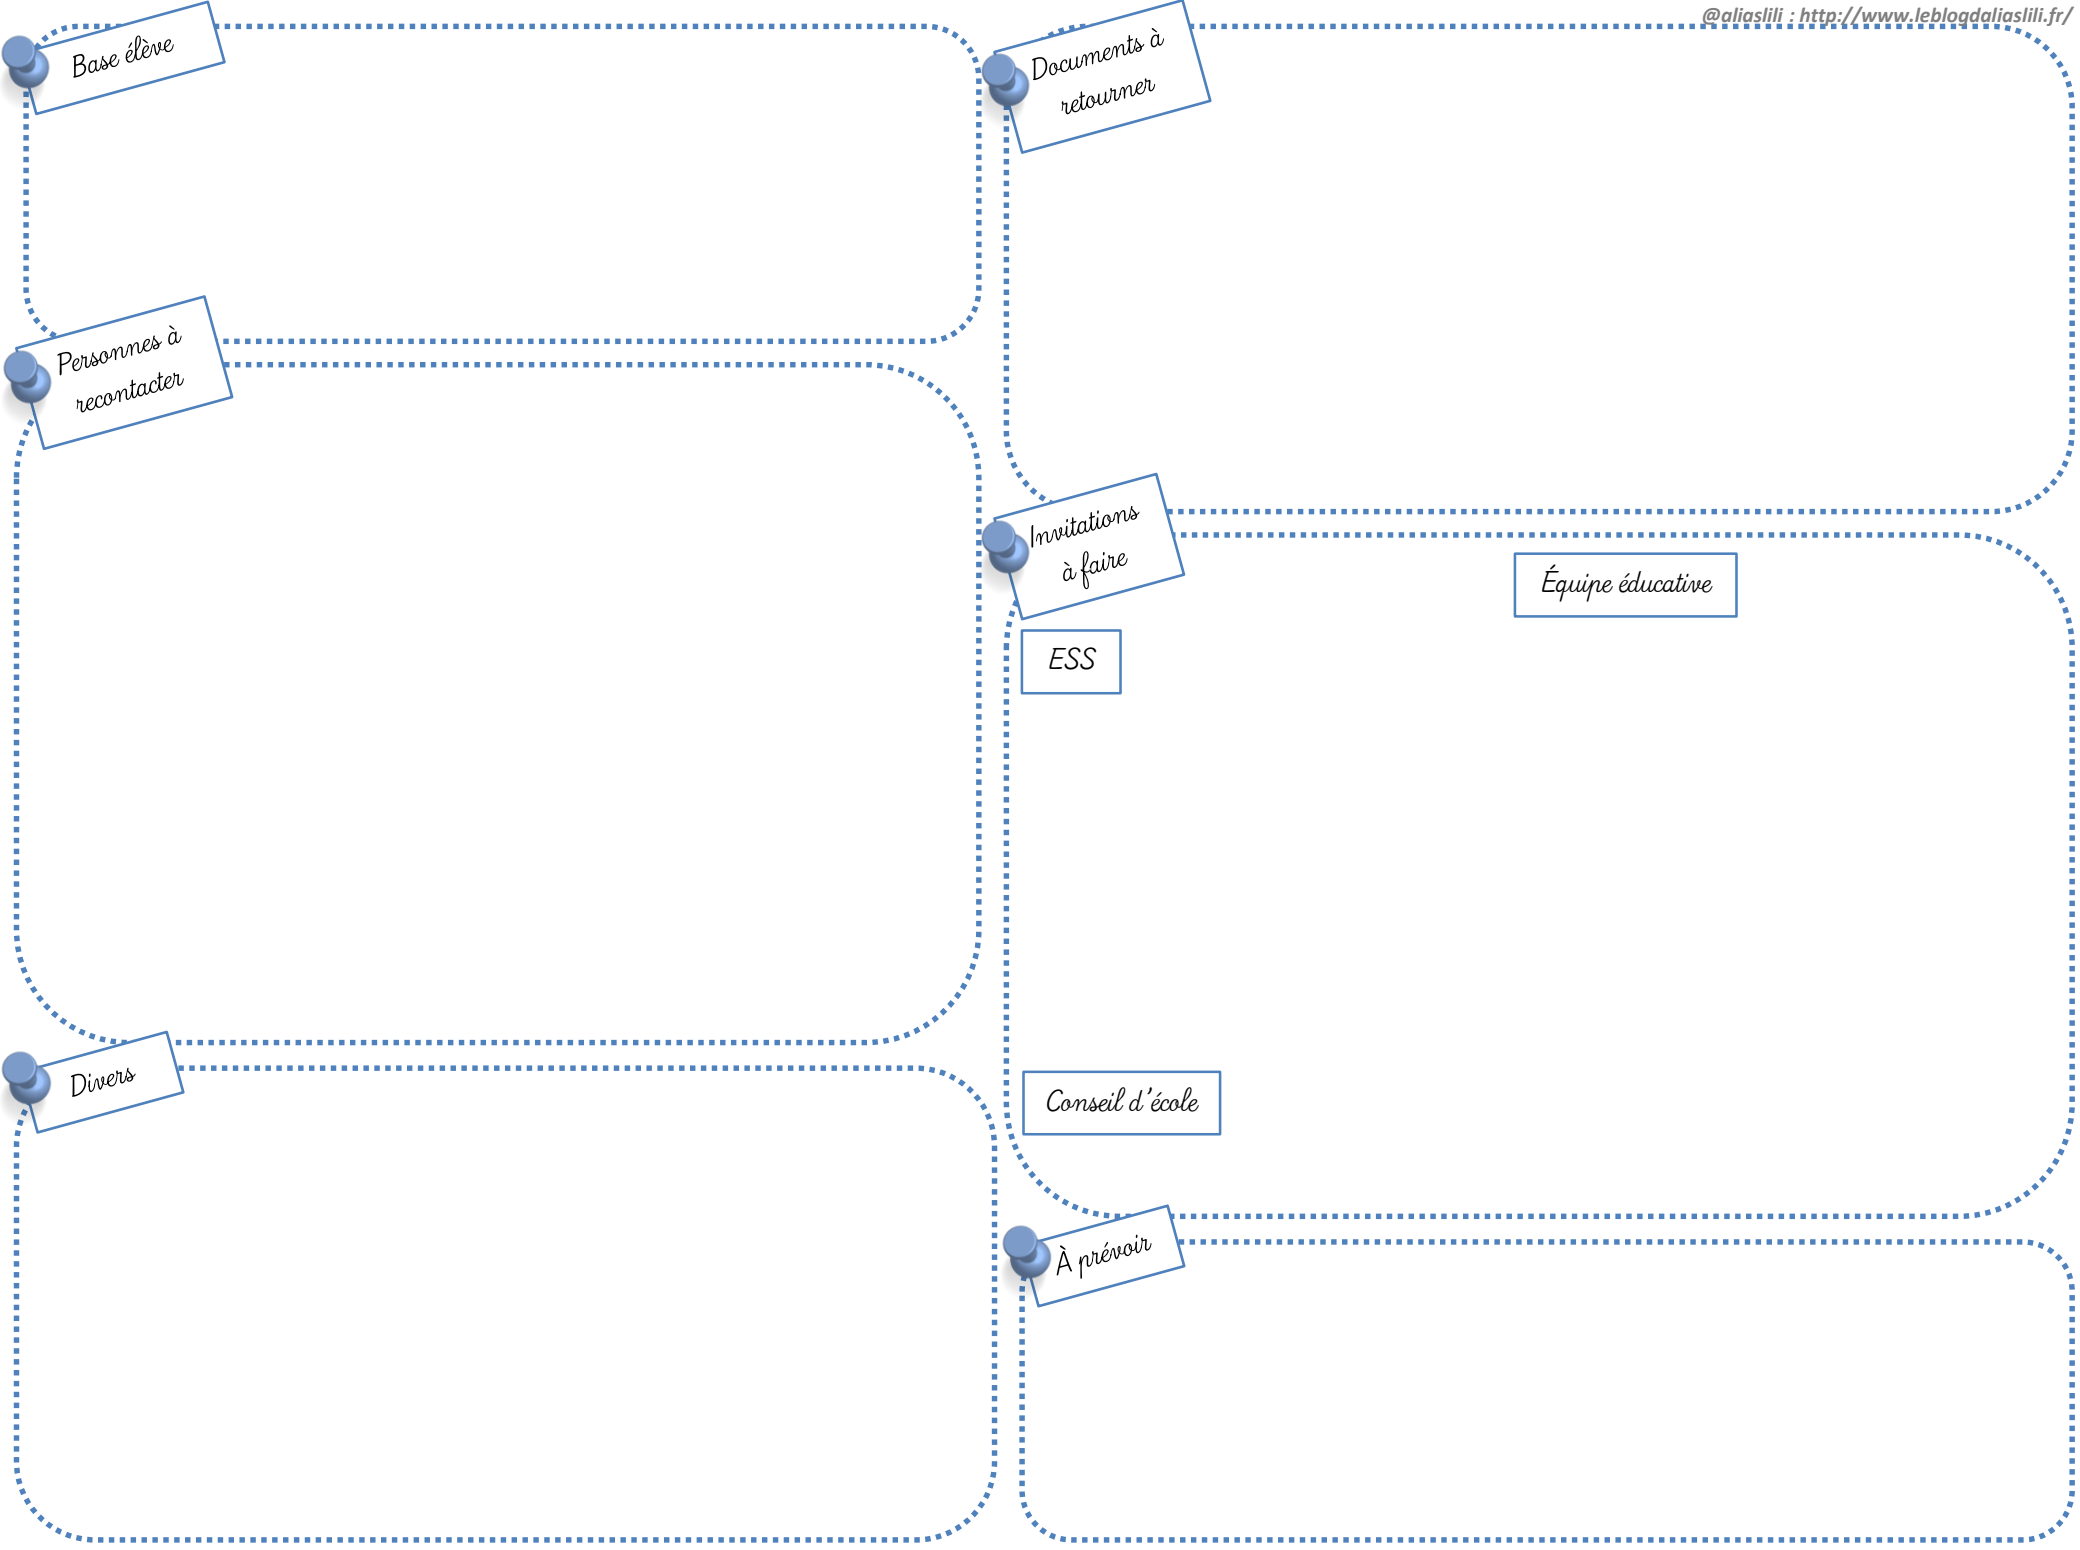 @aliaslili : http://www.leblogdaliaslili.fr/
Base élève
Documents à
retourner
Personnes à
recontacter
Invitations
à faire
Équipe éducative
ESS
Divers
Conseil d'école
À prévoir